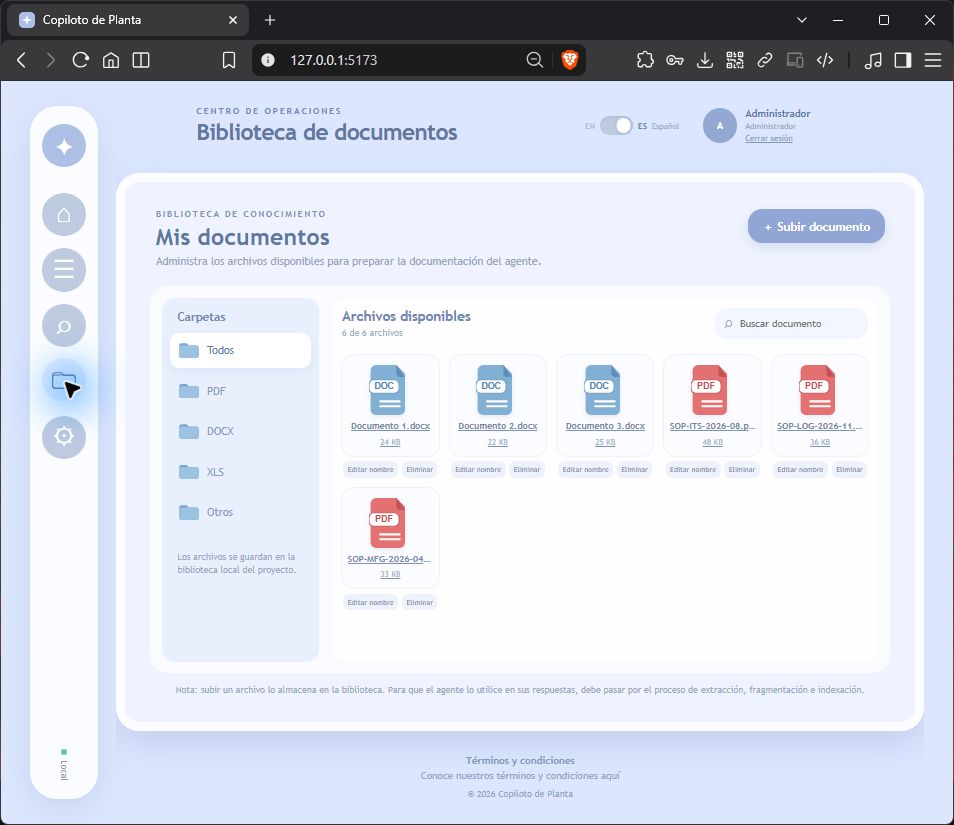 Copiloto de Planta
127.0.0.1:5173
CENTRO DE OPERACIONES
Biblioteca de documentos
EN ES Español
A
Administrador
Administrador
Cerrar sesión
BIBLIOTECA DE CONOCIMIENTO
Mis documentos
Administra los archivos disponibles para preparar la documentación del agente.
+ Subir documento
Carpetas
Todos
PDF
DOCX
XLS
Otros
Los archivos se guardan en la
biblioteca local del proyecto.
Archivos disponibles
6 de 6 archivos
Buscar documento
DOC DOC DOC PDF PDF
Documento 1.docx Documento 2.docx Documento 3.docx SOP-ITS-2026-08.p... SOP-LOG-2026-11....
24 KB 22 KB 25 KB 48 KB 36 KB
Editar nombre Eliminar Editar nombre Eliminar Editar nombre Eliminar Editar nombre Eliminar Editar nombre Eliminar
PDF
SOP-MFG-2026-04...
33 KB
Editar nombre Eliminar
Nota: subir un archivo lo almacena en la biblioteca. Para que el agente lo utilice en sus respuestas, debe pasar por el proceso de extracción, fragmentación e indexación.
Local
Términos y condiciones
Conoce nuestros términos y condiciones aquí
© 2026 Copiloto de Planta